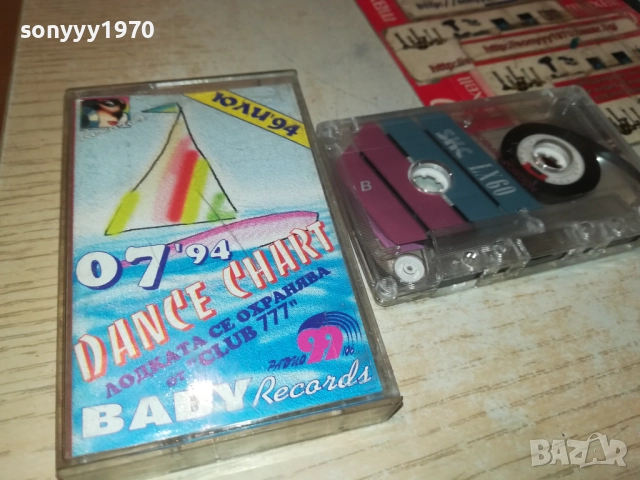 sonyyy1970
ЮЛИ'94
07'94
DANCE CHART
ЛОДКАТА СЕ ОХРАНЯВА
от "CLUB 777"
BABY Records
РАДИО 99
B
SKC LX60
BAZAR
bg